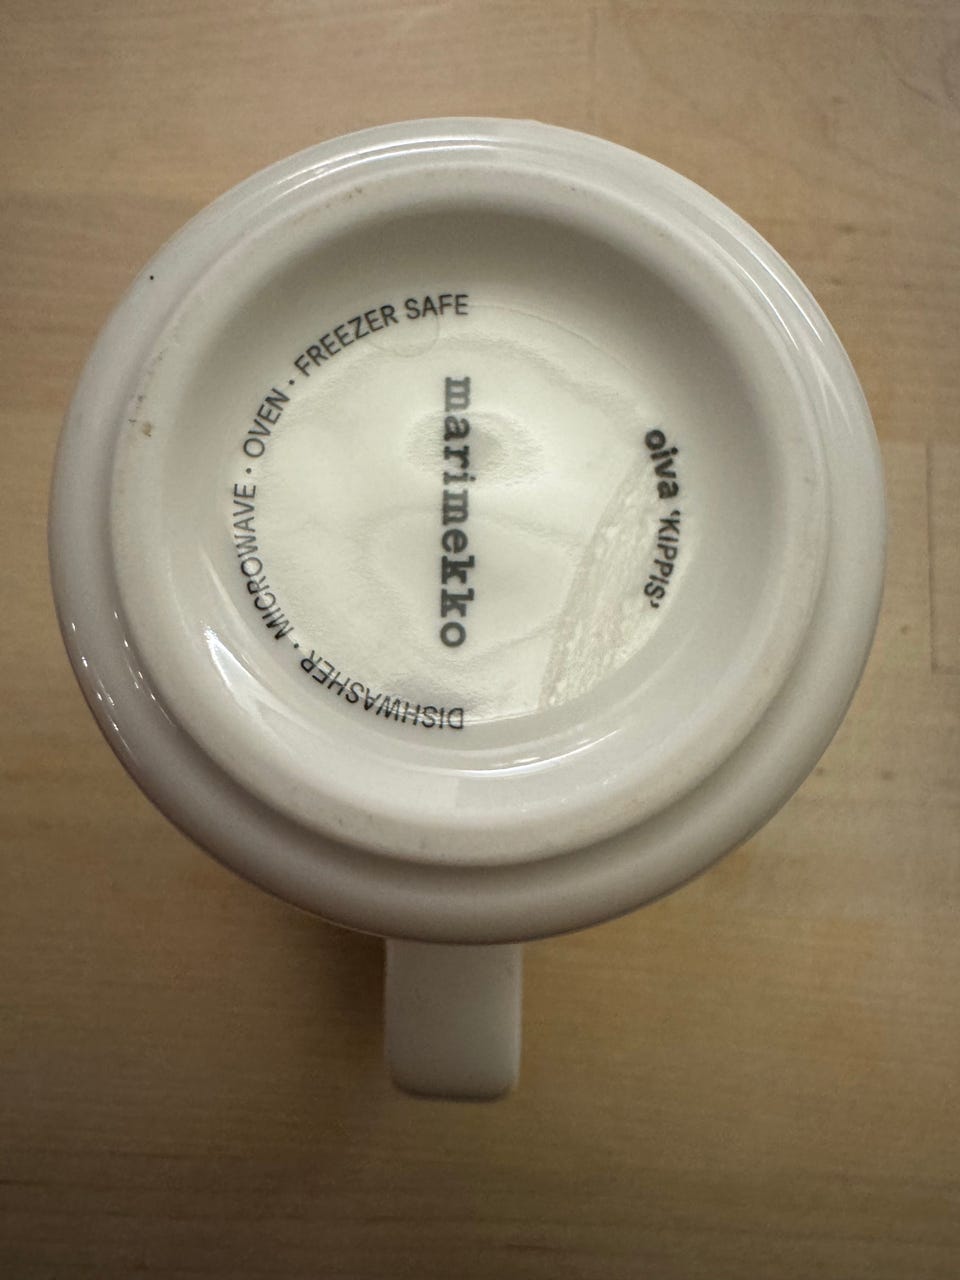 marimekko
oiva 'KIPPIS'
DISHWASHER · MICROWAVE · OVEN · FREEZER SAFE